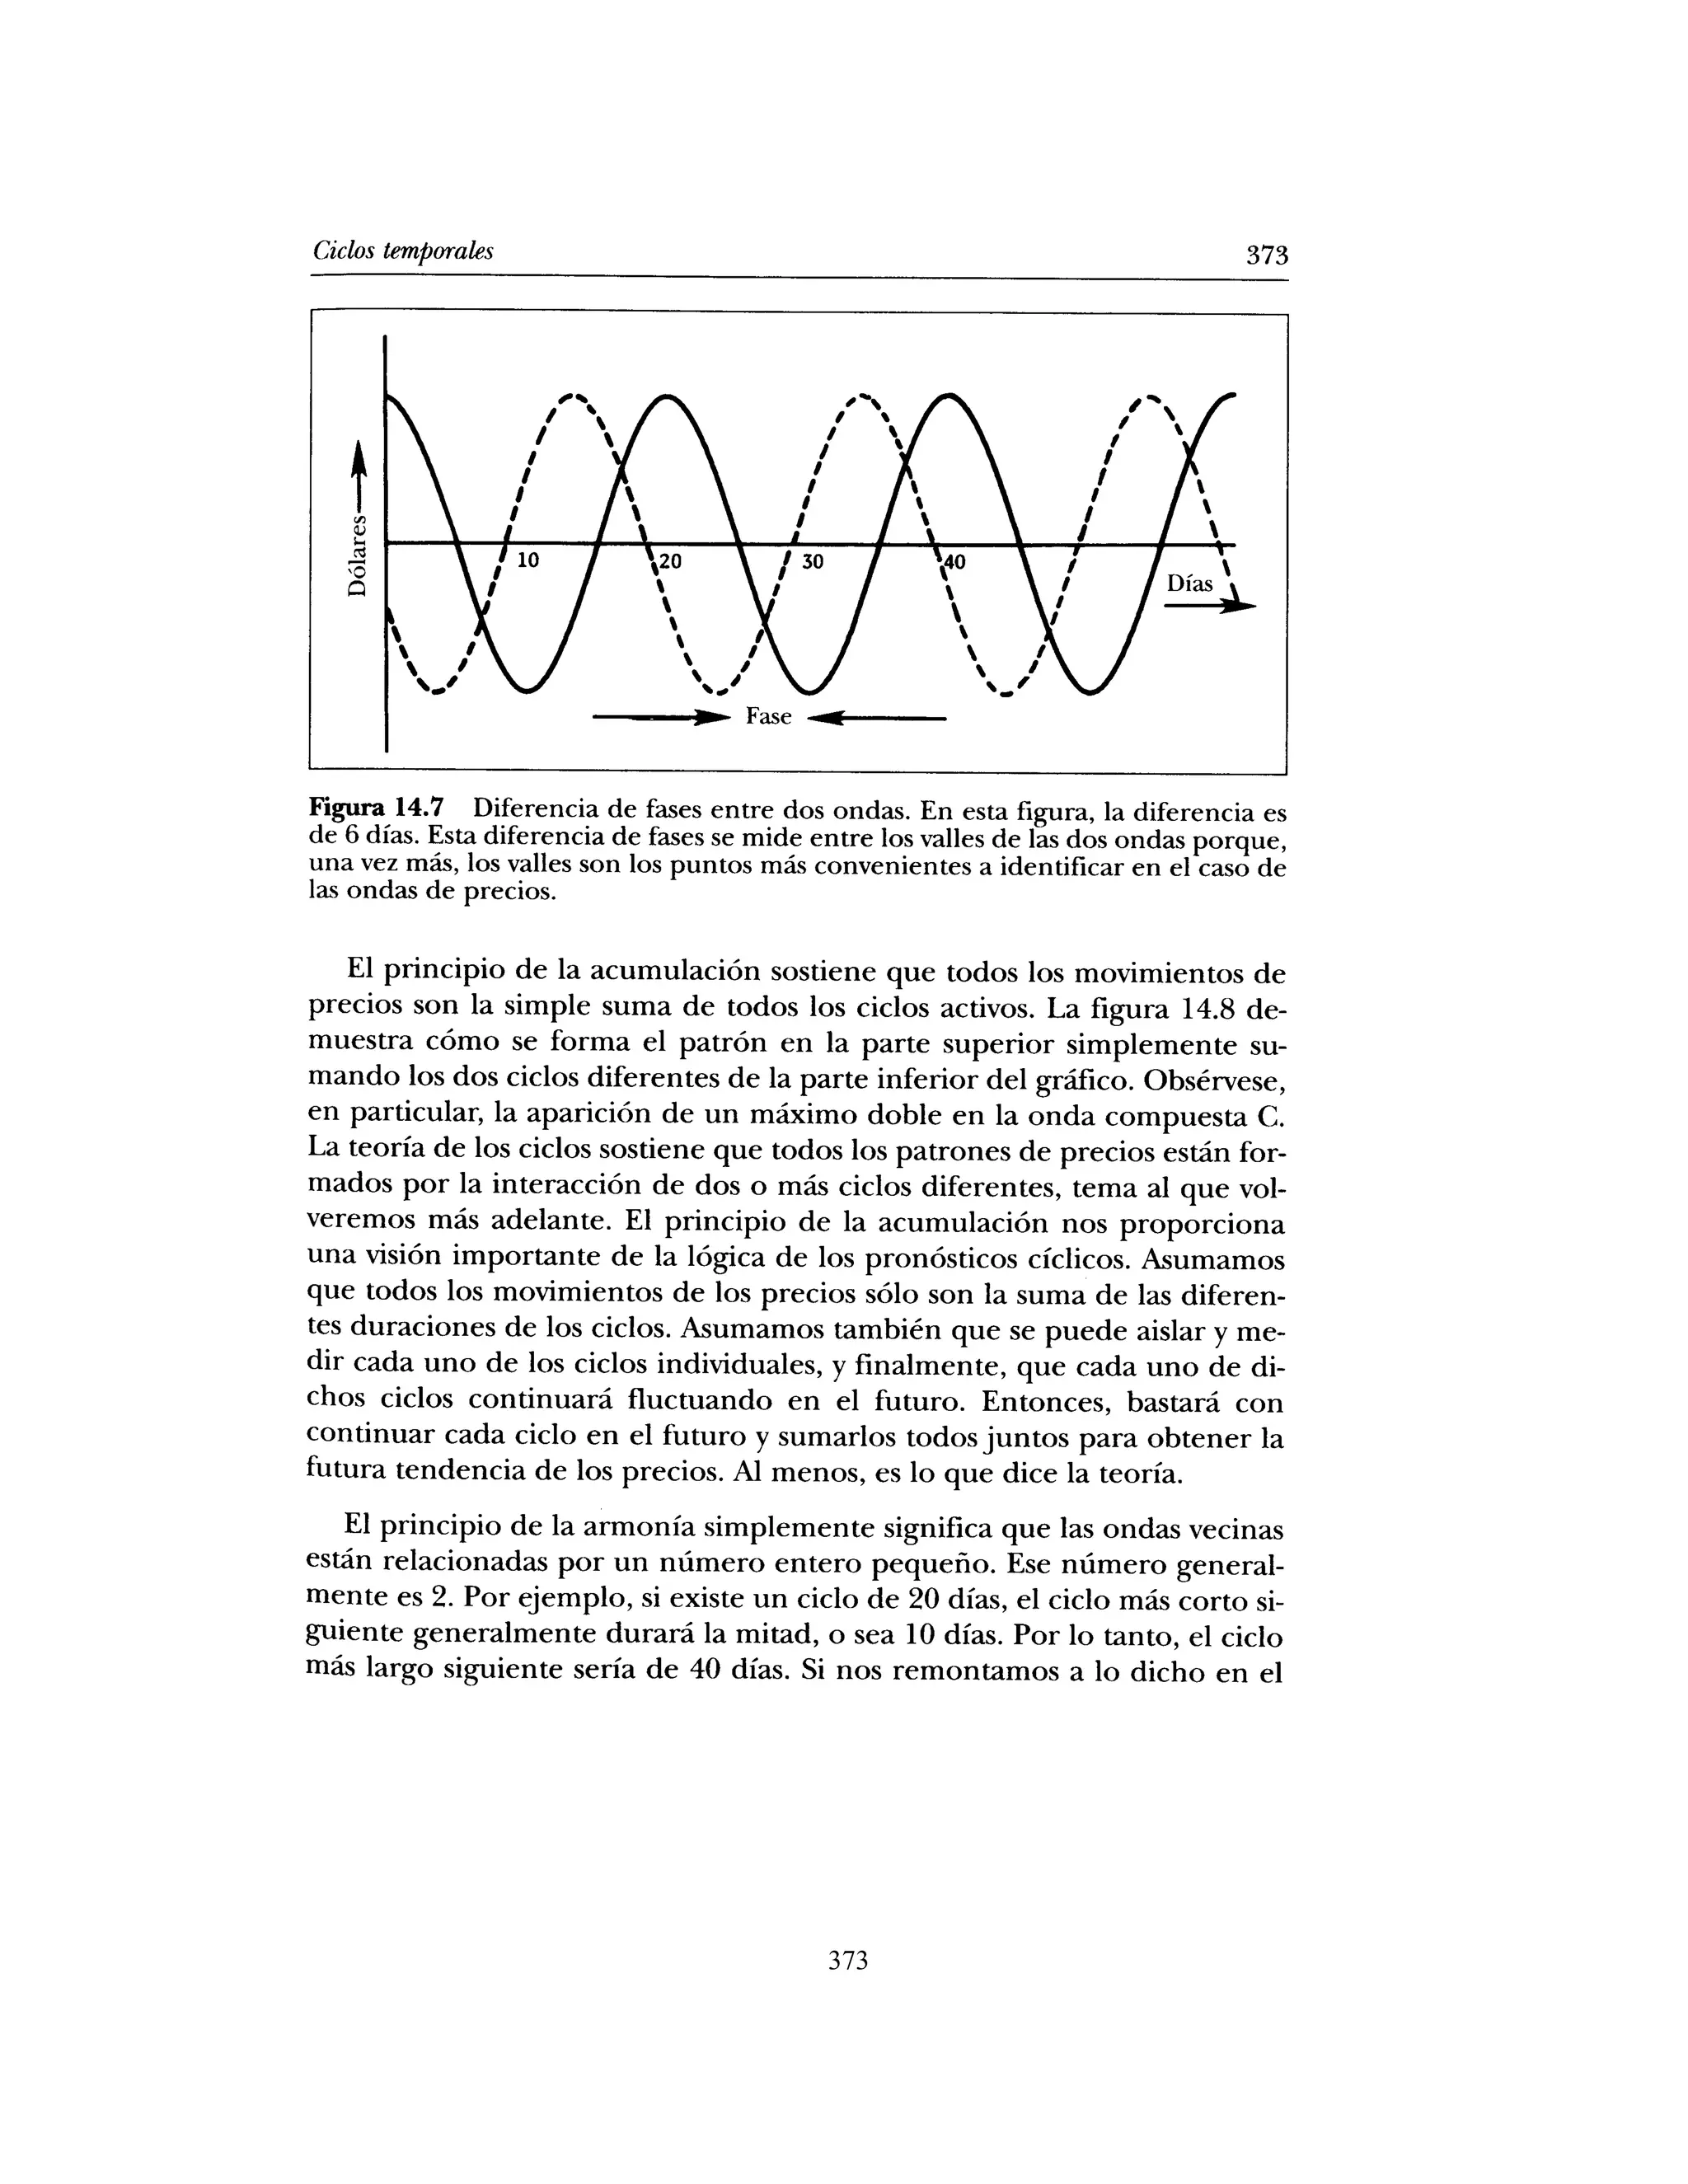 Ciclos temporales 373
Dólares
10 20 30 40
Días
Fase
Figura 14.7 Diferencia de fases entre dos ondas. En esta figura, la diferencia es
de 6 días. Esta diferencia de fases se mide entre los valles de las dos ondas porque,
una vez más, los valles son los puntos más convenientes a identificar en el caso de
las ondas de precios.
El principio de la acumulación sostiene que todos los movimientos de
precios son la simple suma de todos los ciclos activos. La figura 14.8 de-
muestra cómo se forma el patrón en la parte superior simplemente su-
mando los dos ciclos diferentes de la parte inferior del gráfico. Obsérvese,
en particular, la aparición de un máximo doble en la onda compuesta C.
La teoría de los ciclos sostiene que todos los patrones de precios están for-
mados por la interacción de dos o más ciclos diferentes, tema al que vol-
veremos más adelante. El principio de la acumulación nos proporciona
una visión importante de la lógica de los pronósticos cíclicos. Asumamos
que todos los movimientos de los precios sólo son la suma de las diferen-
tes duraciones de los ciclos. Asumamos también que se puede aislar y me-
dir cada uno de los ciclos individuales, y finalmente, que cada uno de di-
chos ciclos continuará fluctuando en el futuro. Entonces, bastará con
continuar cada ciclo en el futuro y sumarlos todos juntos para obtener la
futura tendencia de los precios. Al menos, es lo que dice la teoría.
El principio de la armonía simplemente significa que las ondas vecinas
están relacionadas por un número entero pequeño. Ese número general-
mente es 2. Por ejemplo, si existe un ciclo de 20 días, el ciclo más corto si-
guiente generalmente durará la mitad, o sea 10 días. Por lo tanto, el ciclo
más largo siguiente sería de 40 días. Si nos remontamos a lo dicho en el
373